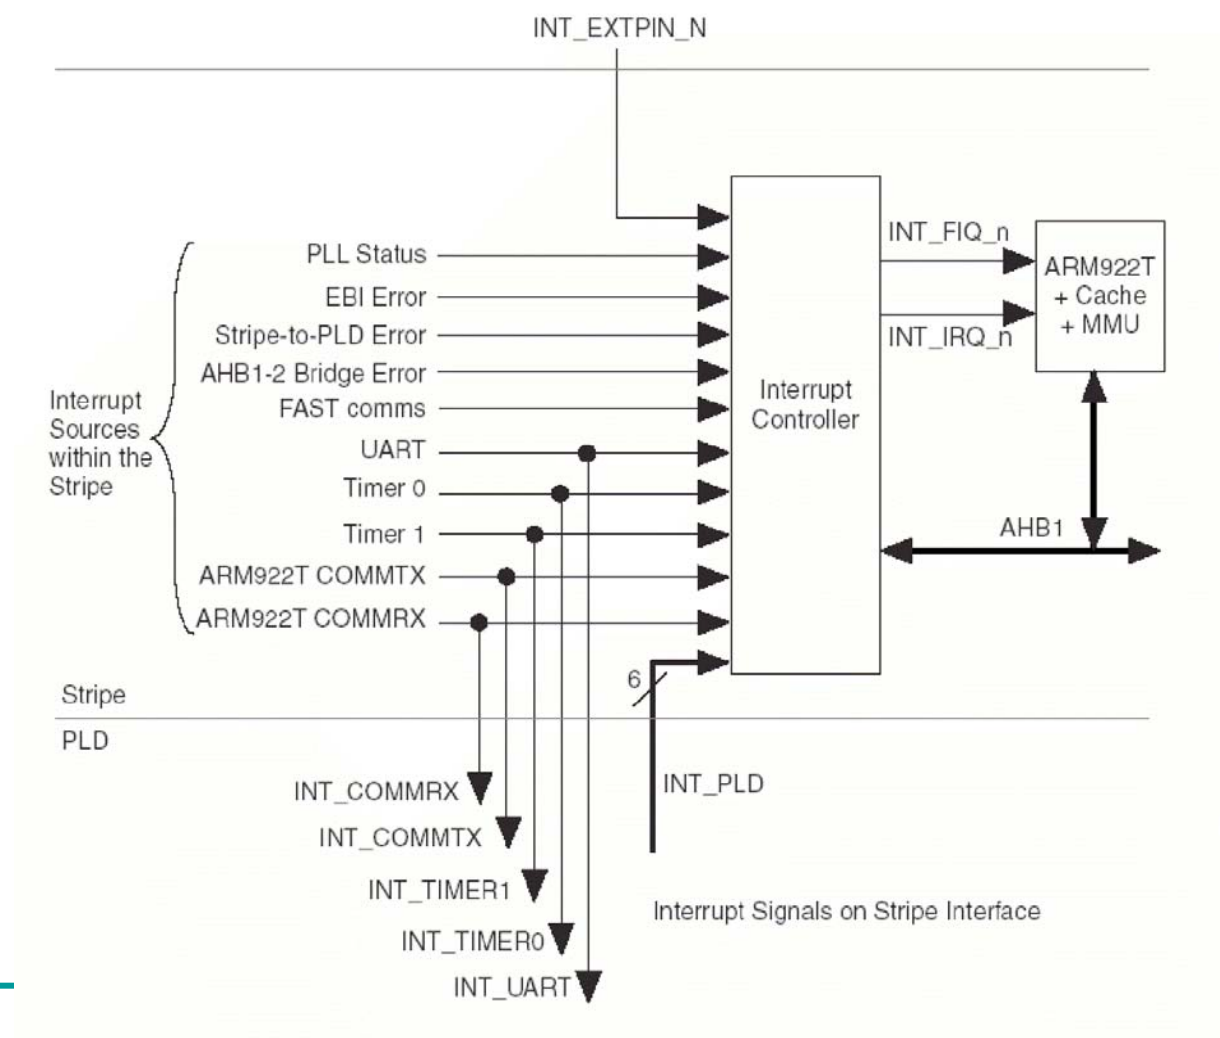 INT_EXTPIN_N
INT_FIQ_n
PLL Status
ARM922T
+ Cache
+ MMU
EBI Error
Stripe-to-PLD Error
INT_IRQ_n
AHB1-2 Bridge Error
Interrupt
Controller
Interrupt
Sources
within the
Stripe
FAST comms
UART
Timer 0
Timer 1
AHB1
ARM922T COMMTX
ARM922T COMMRX
6
Stripe
PLD
INT_COMMRX
INT_PLD
INT_COMMTX
INT_TIMER1
Interrupt Signals on Stripe Interface
INT_TIMER0
INT_UART